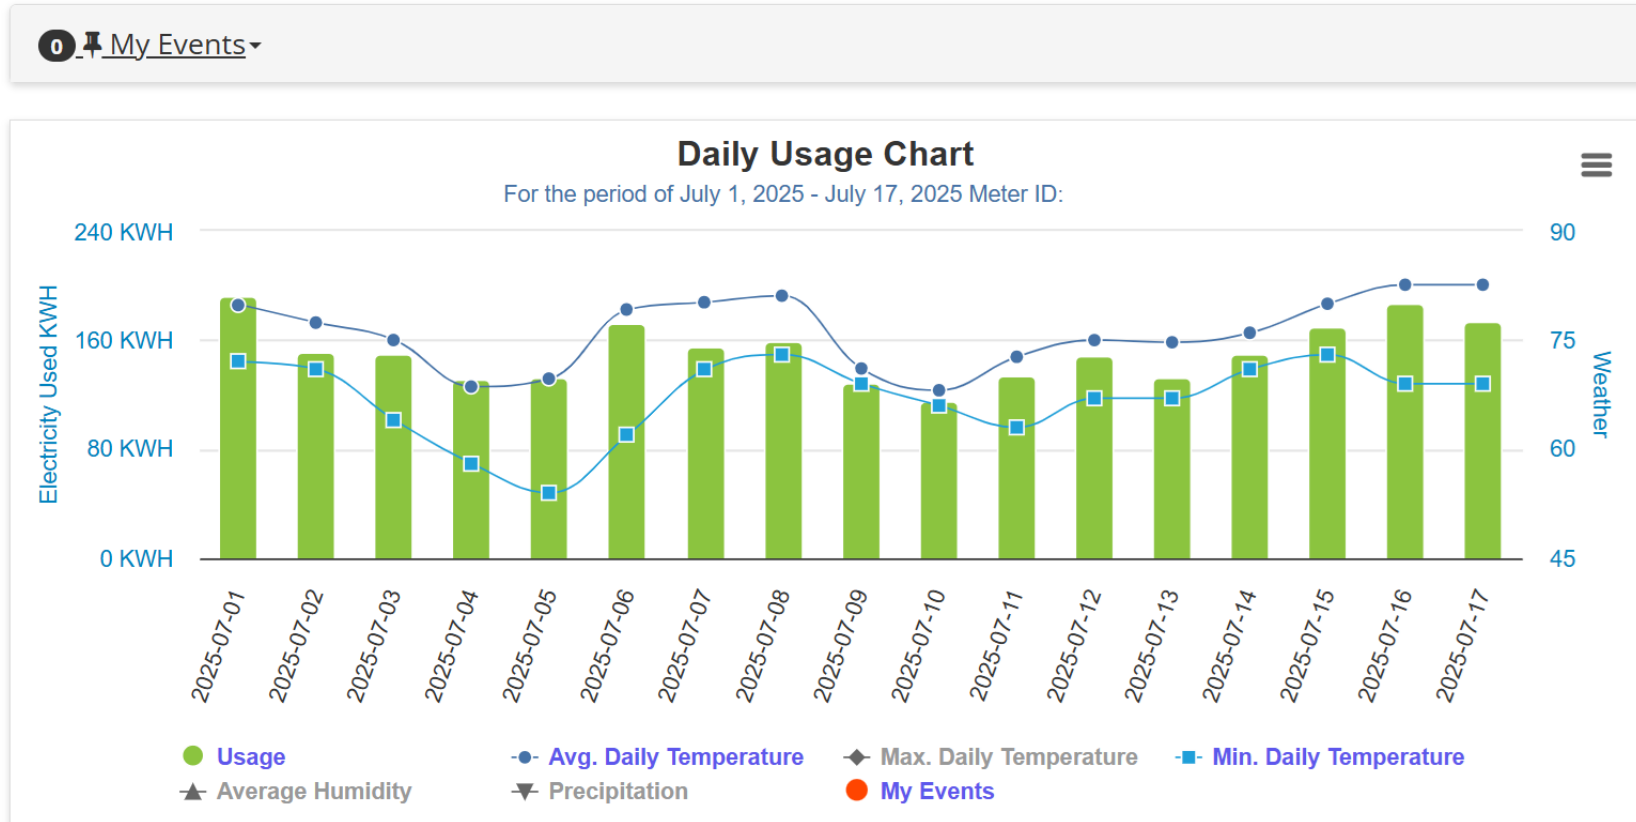 0 My Events
Daily Usage Chart
For the period of July 1, 2025 - July 17, 2025 Meter ID:
240 KWH
160 KWH
80 KWH
0 KWH
Electricity Used KWH
90
75
60
45
Weather
2025-07-01
2025-07-02
2025-07-03
2025-07-04
2025-07-05
2025-07-06
2025-07-07
2025-07-08
2025-07-09
2025-07-10
2025-07-11
2025-07-12
2025-07-13
2025-07-14
2025-07-15
2025-07-16
2025-07-17
Usage Avg. Daily Temperature Max. Daily Temperature Min. Daily Temperature
Average Humidity Precipitation My Events